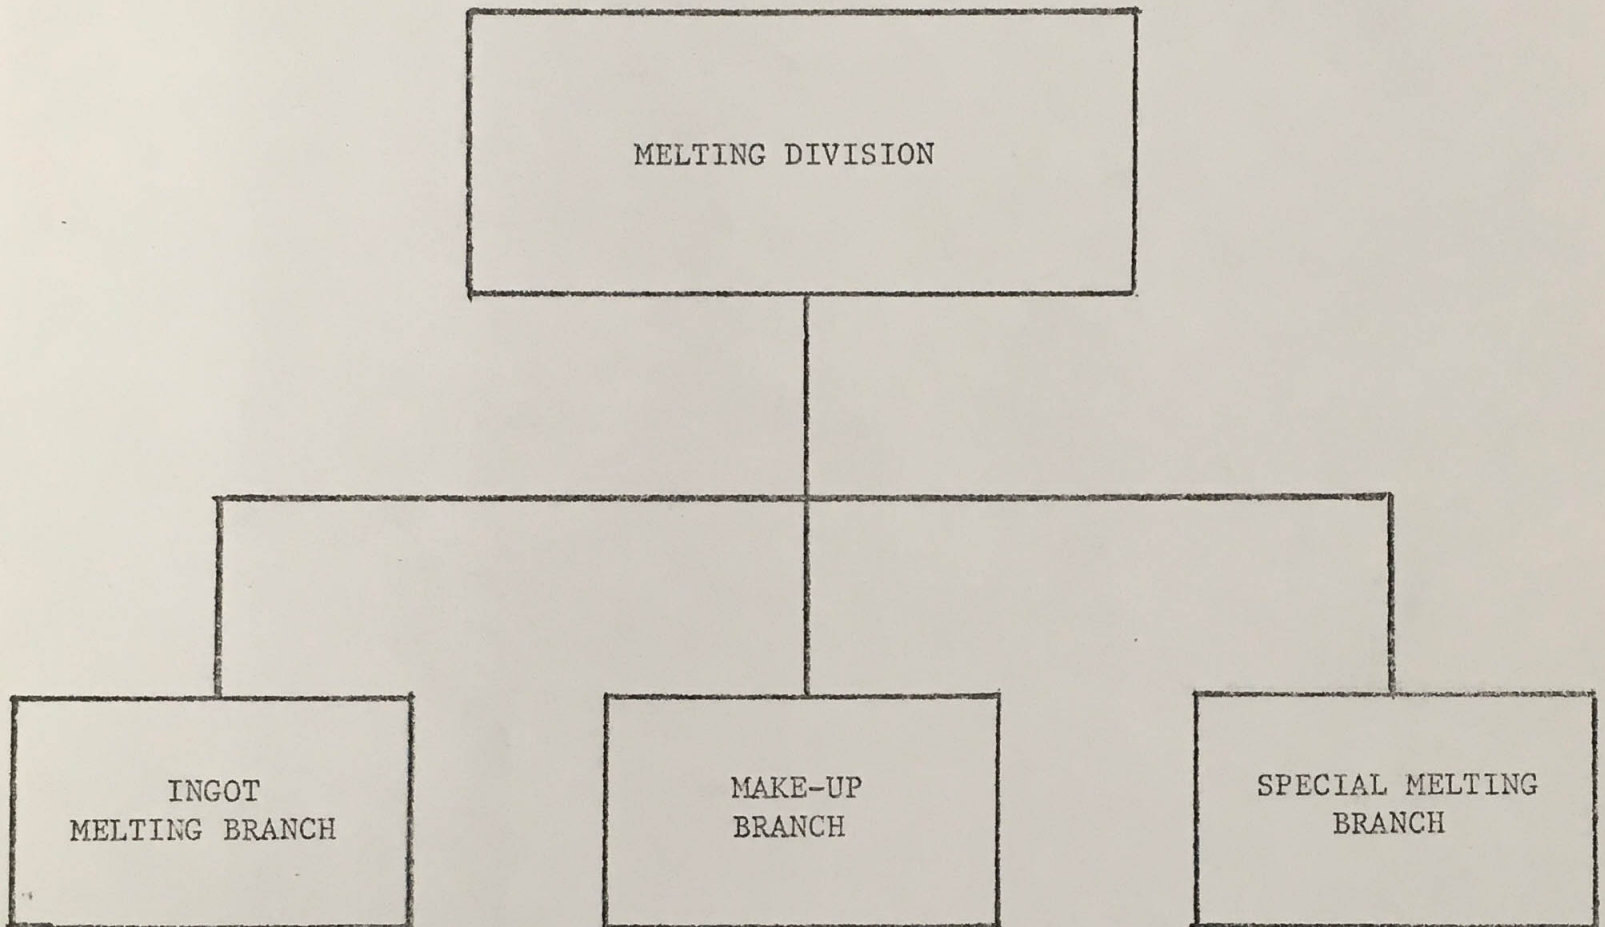 MELTING DIVISION
INGOT
MELTING BRANCH
MAKE-UP
BRANCH
SPECIAL MELTING
BRANCH